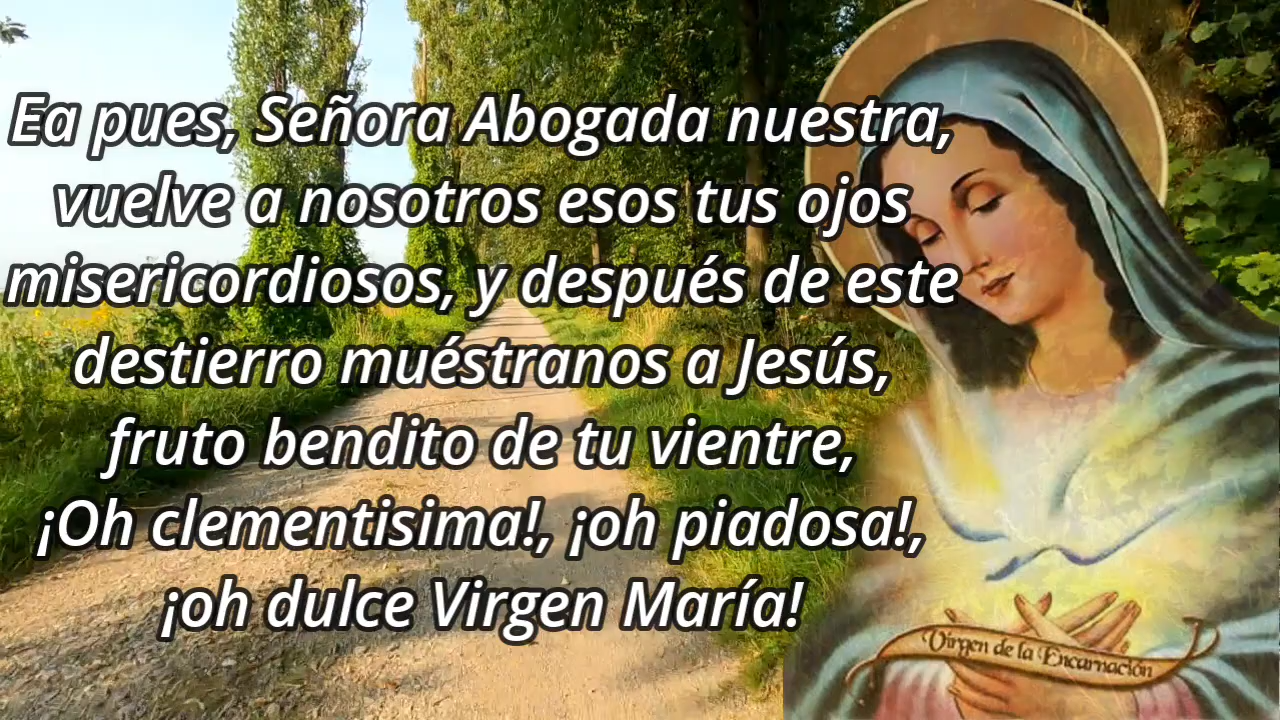 Ea pues, Señora Abogada nuestra,
vuelve a nosotros esos tus ojos
misericordiosos, y después de este
destierro muéstranos a Jesús,
fruto bendito de tu vientre,
¡Oh clementisima!, ¡oh piadosa!,
¡oh dulce Virgen María!
Virgen de la Encarnación